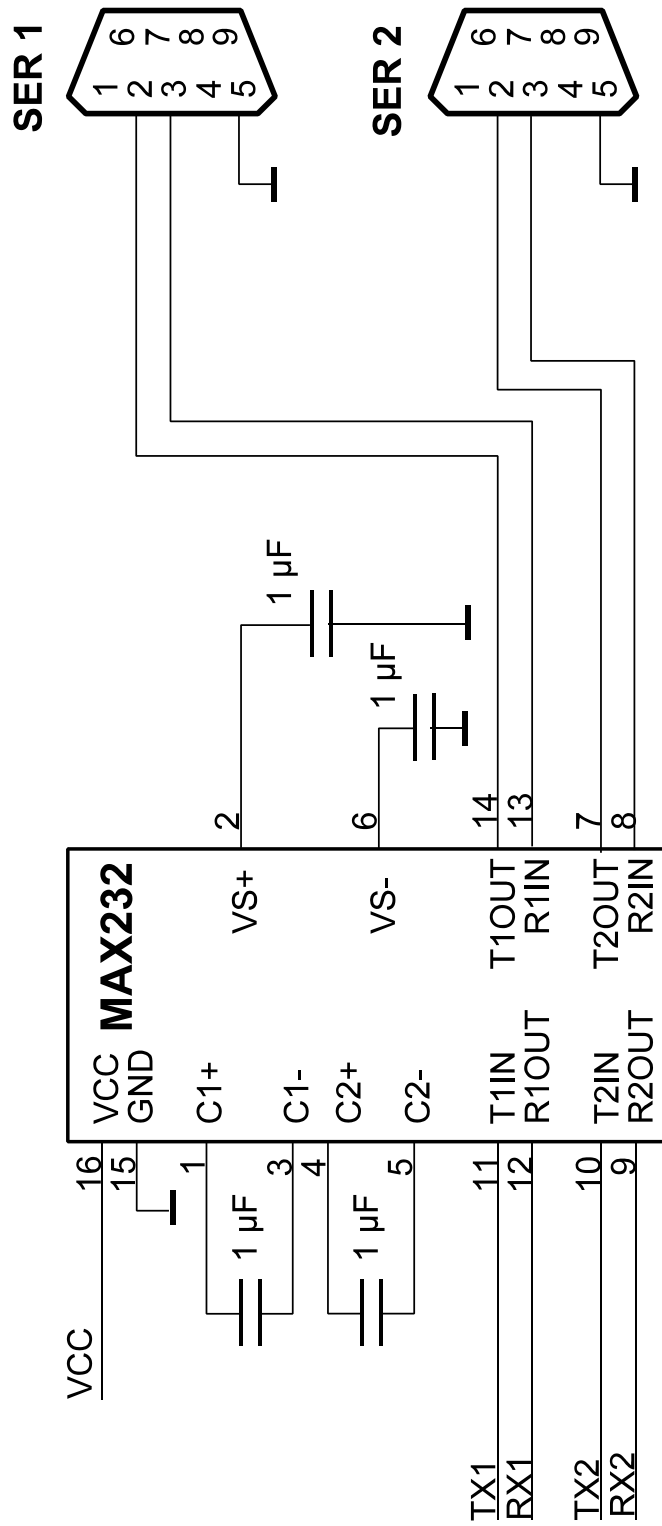 SER 1
1
2
3
4
5
6
7
8
9
SER 2
1
2
3
4
5
6
7
8
9
1 µF
1 µF
2
6
14
13
7
8
MAX232
VCC
GND
C1+
C1-
C2+
C2-
VS+
VS-
T1IN
R1OUT
T2IN
R2OUT
T1OUT
R1IN
T2OUT
R2IN
16
15
1
3
4
5
11
12
10
9
1 µF
1 µF
VCC
TX1
RX1
TX2
RX2